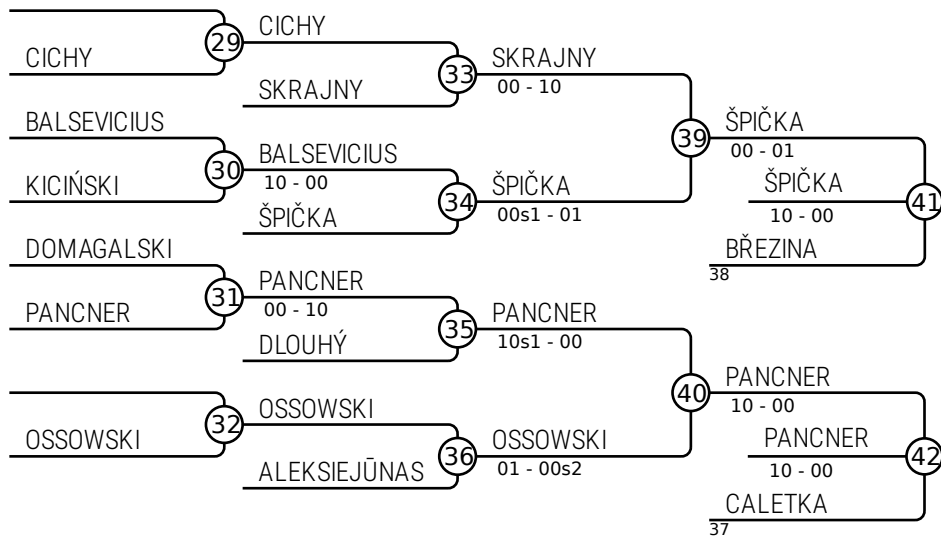 CICHY
29
CICHY
SKRAJNY
33
SKRAJNY
00 - 10
BALSEVICIUS
KICIŃSKI
30
BALSEVICIUS
10 - 00
ŠPIČKA
34
ŠPIČKA
00s1 - 01
39
ŠPIČKA
00 - 01
ŠPIČKA
10 - 00
BŘEZINA
38
41
DOMAGALSKI
PANCNER
31
PANCNER
00 - 10
DLOUHÝ
35
PANCNER
10s1 - 00
OSSOWSKI
32
OSSOWSKI
ALEKSIEJŪNAS
36
OSSOWSKI
01 - 00s2
40
PANCNER
10 - 00
PANCNER
10 - 00
CALETKA
37
42